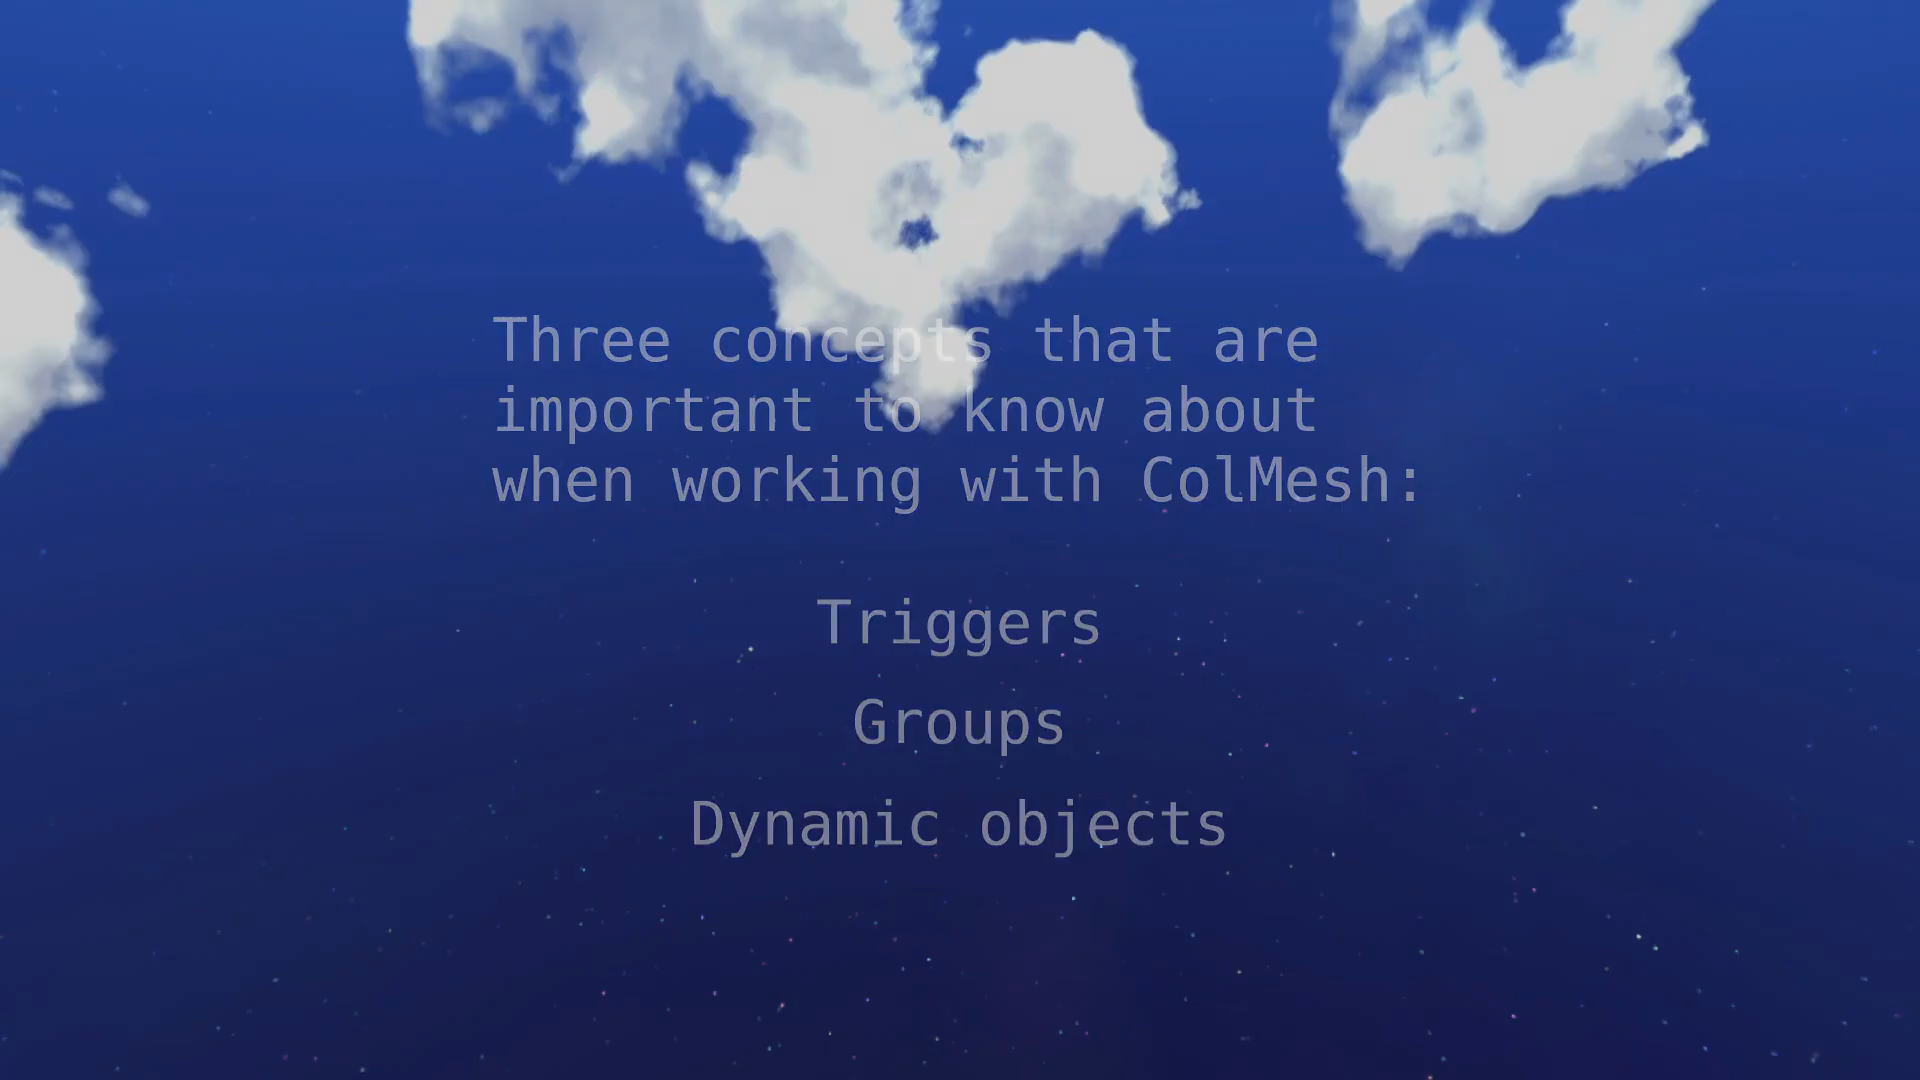 Three concepts that are
important to know about
when working with ColMesh:
Triggers
Groups
Dynamic objects